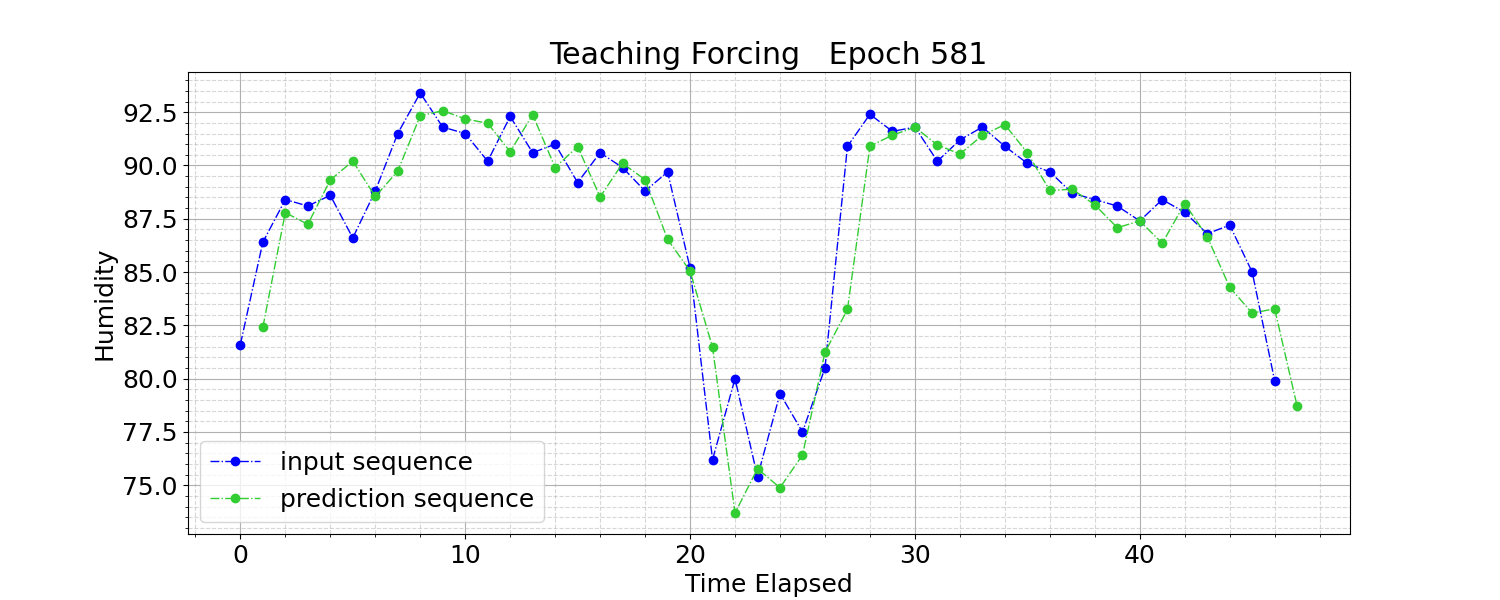 Teaching Forcing   Epoch 581
Humidity
92.5
90.0
87.5
85.0
82.5
80.0
77.5
75.0
input sequence
prediction sequence
0 10 20 30 40
Time Elapsed